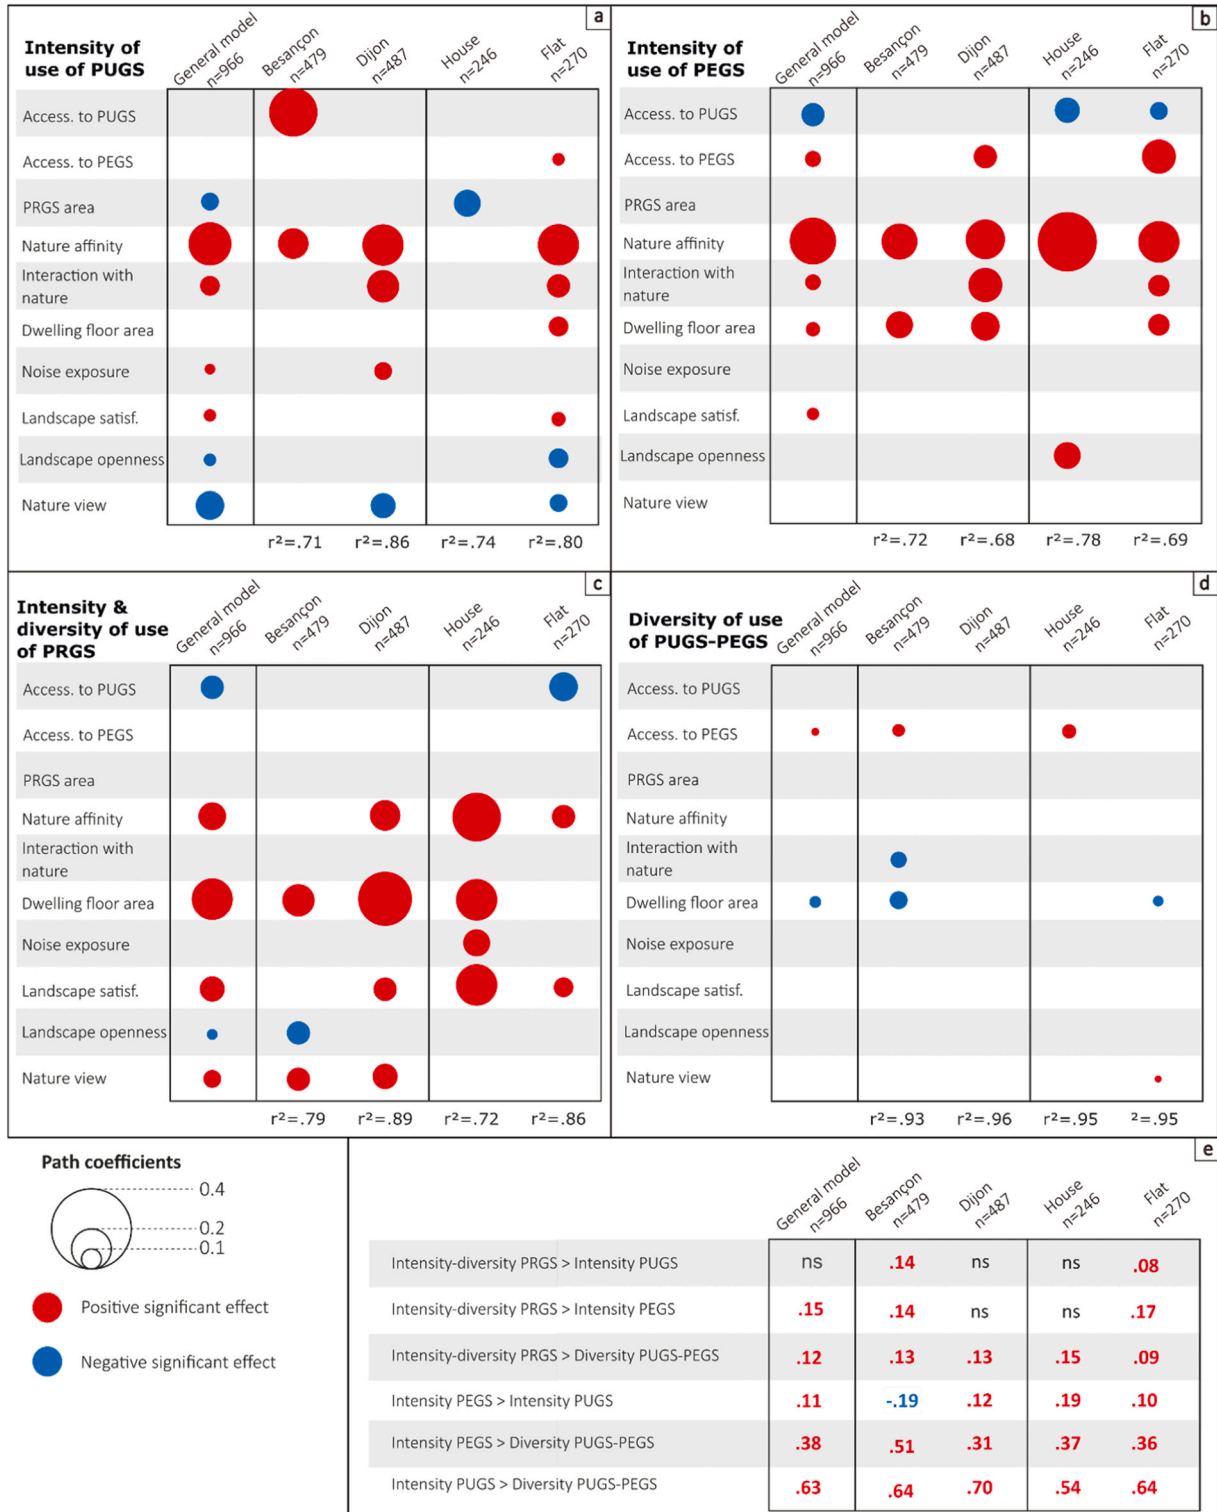 a
Intensity of
use of PUGS
General model
n=966
Besançon
n=479
Dijon
n=487
House
n=246
Flat
n=270
Access. to PUGS
Access. to PEGS
PRGS area
Nature affinity
Interaction with
nature
Dwelling floor area
Noise exposure
Landscape satisf.
Landscape openness
Nature view
r²=.71 r²=.86 r²=.74 r²=.80
b
Intensity of
use of PEGS
General model
n=966
Besançon
n=479
Dijon
n=487
House
n=246
Flat
n=270
Access. to PUGS
Access. to PEGS
PRGS area
Nature affinity
Interaction with
nature
Dwelling floor area
Noise exposure
Landscape satisf.
Landscape openness
Nature view
r²=.72 r²=.68 r²=.78 r²=.69
c
Intensity &
diversity of use
of PRGS
General model
n=966
Besançon
n=479
Dijon
n=487
House
n=246
Flat
n=270
Access. to PUGS
Access. to PEGS
PRGS area
Nature affinity
Interaction with
nature
Dwelling floor area
Noise exposure
Landscape satisf.
Landscape openness
Nature view
r²=.79 r²=.89 r²=.72 r²=.86
d
Diversity of use
of PUGS-PEGS
General model
n=966
Besançon
n=479
Dijon
n=487
House
n=246
Flat
n=270
Access. to PUGS
Access. to PEGS
PRGS area
Nature affinity
Interaction with
nature
Dwelling floor area
Noise exposure
Landscape satisf.
Landscape openness
Nature view
r²=.93 r²=.96 r²=.95 ²=.95
Path coefficients
0.4
0.2
0.1
Positive significant effect
Negative significant effect
e
General model
n=966
Besançon
n=479
Dijon
n=487
House
n=246
Flat
n=270
Intensity-diversity PRGS > Intensity PUGS ns .14 ns ns .08
Intensity-diversity PRGS > Intensity PEGS .15 .14 ns ns .17
Intensity-diversity PRGS > Diversity PUGS-PEGS .12 .13 .13 .15 .09
Intensity PEGS > Intensity PUGS .11 -.19 .12 .19 .10
Intensity PEGS > Diversity PUGS-PEGS .38 .51 .31 .37 .36
Intensity PUGS > Diversity PUGS-PEGS .63 .64 .70 .54 .64